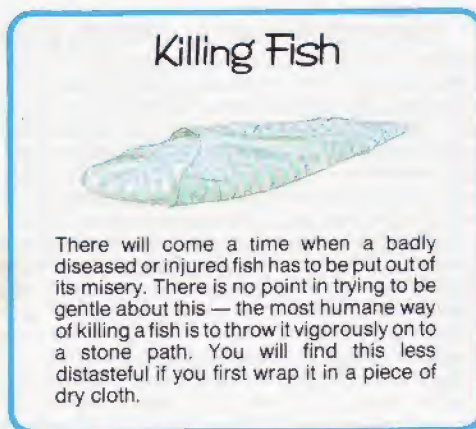 Killing Fish
There will come a time when a badly
diseased or injured fish has to be put out of
its misery. There is no point in trying to be
gentle about this — the most humane way
of killing a fish is to throw it vigorously on to
a stone path. You will find this less
distasteful if you first wrap it in a piece of
dry cloth.